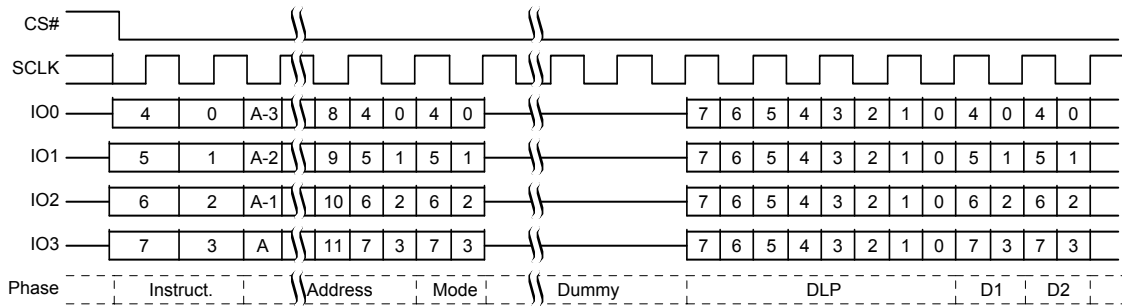 CS#
SCLK
IO0 4 0 A-3 8 4 0 4 0 7 6 5 4 3 2 1 0 4 0 4 0
IO1 5 1 A-2 9 5 1 5 1 7 6 5 4 3 2 1 0 5 1 5 1
IO2 6 2 A-1 10 6 2 6 2 7 6 5 4 3 2 1 0 6 2 6 2
IO3 7 3 A 11 7 3 7 3 7 6 5 4 3 2 1 0 7 3 7 3
Phase Instruct. Address Mode Dummy DLP D1 D2